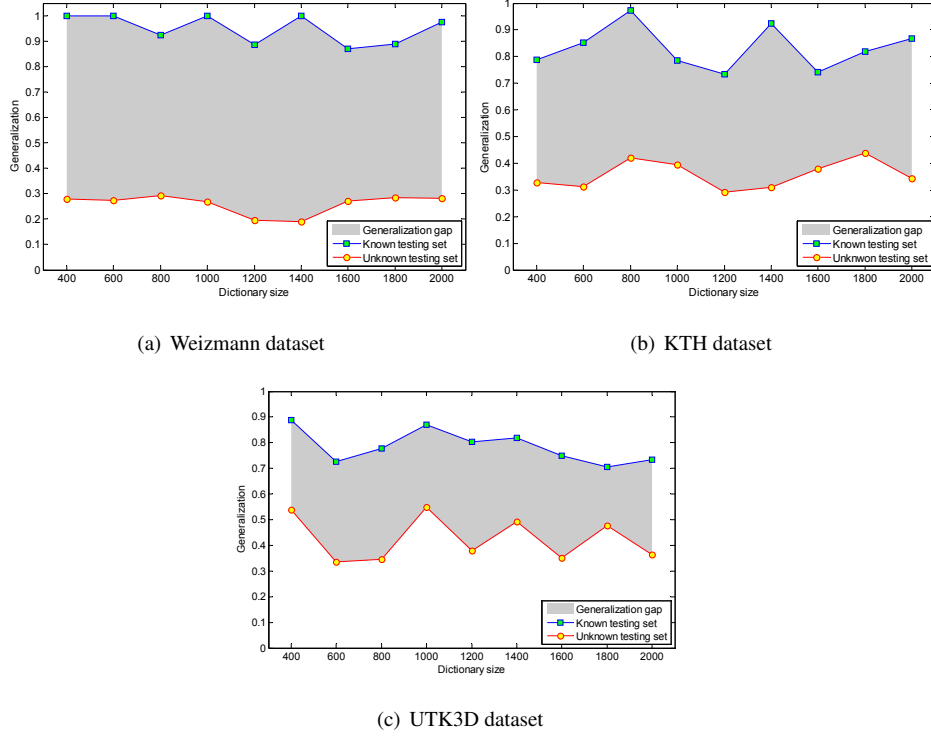 1
0.9
0.8
0.7
0.6
0.5
0.4
0.3
0.2
0.1
0
Generalization
400 600 800 1000 1200 1400 1600 1800 2000
Dictionary size
Generalization gap
Known testing set
Unknown testing set
(a) Weizmann dataset
1
0.9
0.8
0.7
0.6
0.5
0.4
0.3
0.2
0.1
0
Generalization
400 600 800 1000 1200 1400 1600 1800 2000
Dictionary size
Generalization gap
Known testing set
Unknwon testing set
(b) KTH dataset
1
0.9
0.8
0.7
0.6
0.5
0.4
0.3
0.2
0.1
0
Generalization
400 600 800 1000 1200 1400 1600 1800 2000
Dictionary size
Generalization gap
Known testing set
Unknown testing set
(c) UTK3D dataset